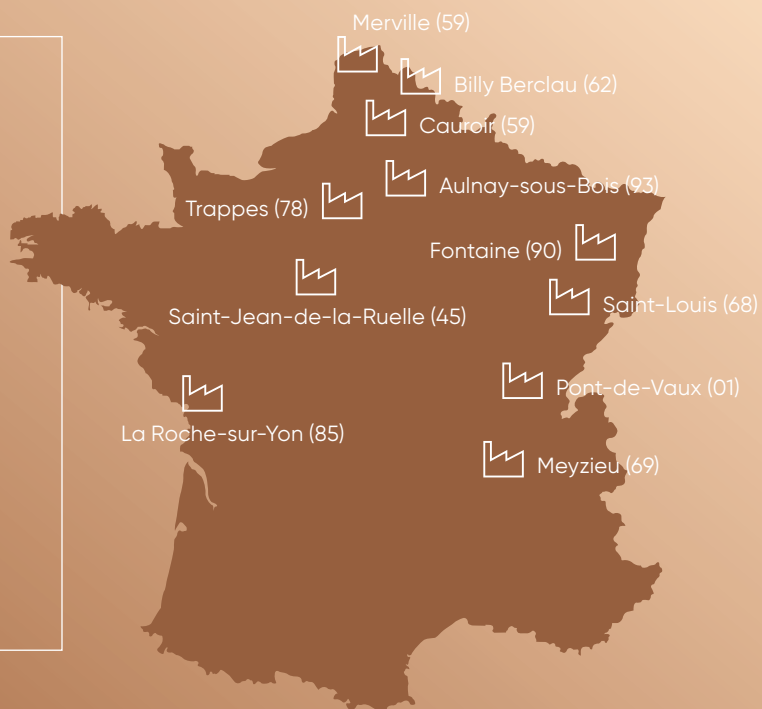 Merville (59)
Billy Berclau (62)
Cauroir (59)
Aulnay-sous-Bois (93)
Trappes (78)
Fontaine (90)
Saint-Louis (68)
Saint-Jean-de-la-Ruelle (45)
Pont-de-Vaux (01)
La Roche-sur-Yon (85)
Meyzieu (69)